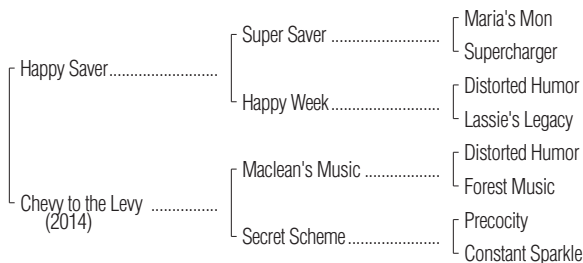 Maria's Mon
Super Saver
Supercharger
Happy Saver
Distorted Humor
Happy Week
Lassie's Legacy
Distorted Humor
Maclean's Music
Forest Music
Chevy to the Levy
(2014)
Precocity
Secret Scheme
Constant Sparkle